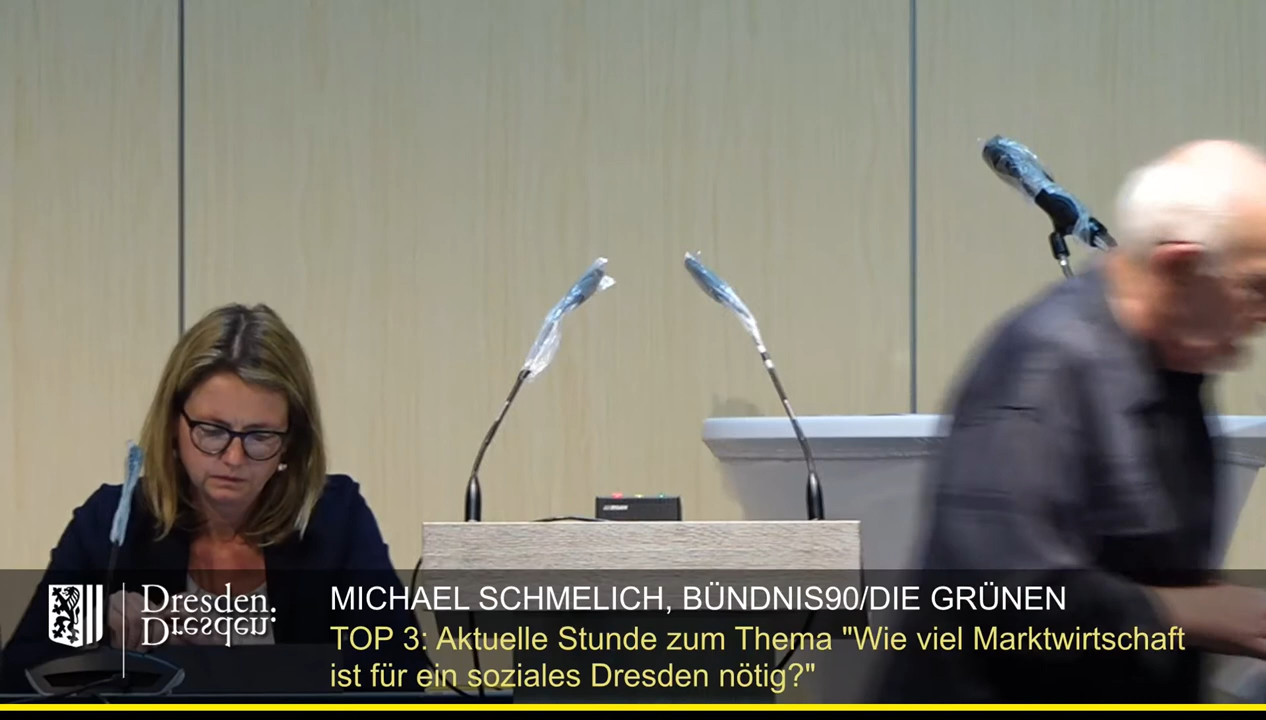 Dresden.
Dresden.
MICHAEL SCHMELICH, BÜNDNIS90/DIE GRÜNEN
TOP 3: Aktuelle Stunde zum Thema "Wie viel Marktwirtschaft
ist für ein soziales Dresden nötig?"